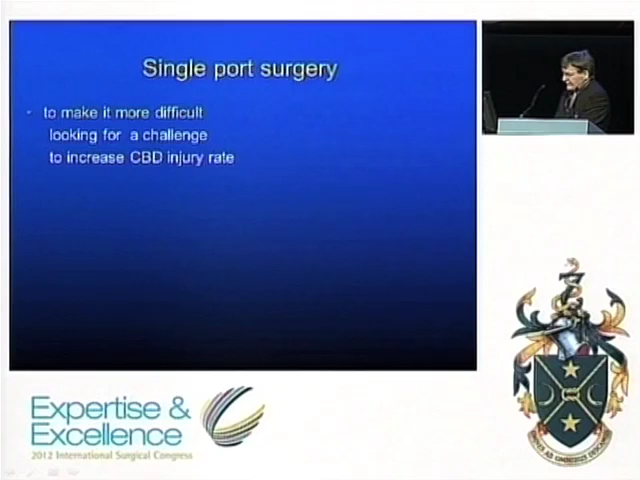 Single port surgery
- to make it more difficult
looking for a challenge
to increase CBD injury rate
Expertise &
Excellence
2012 International Surgical Congress